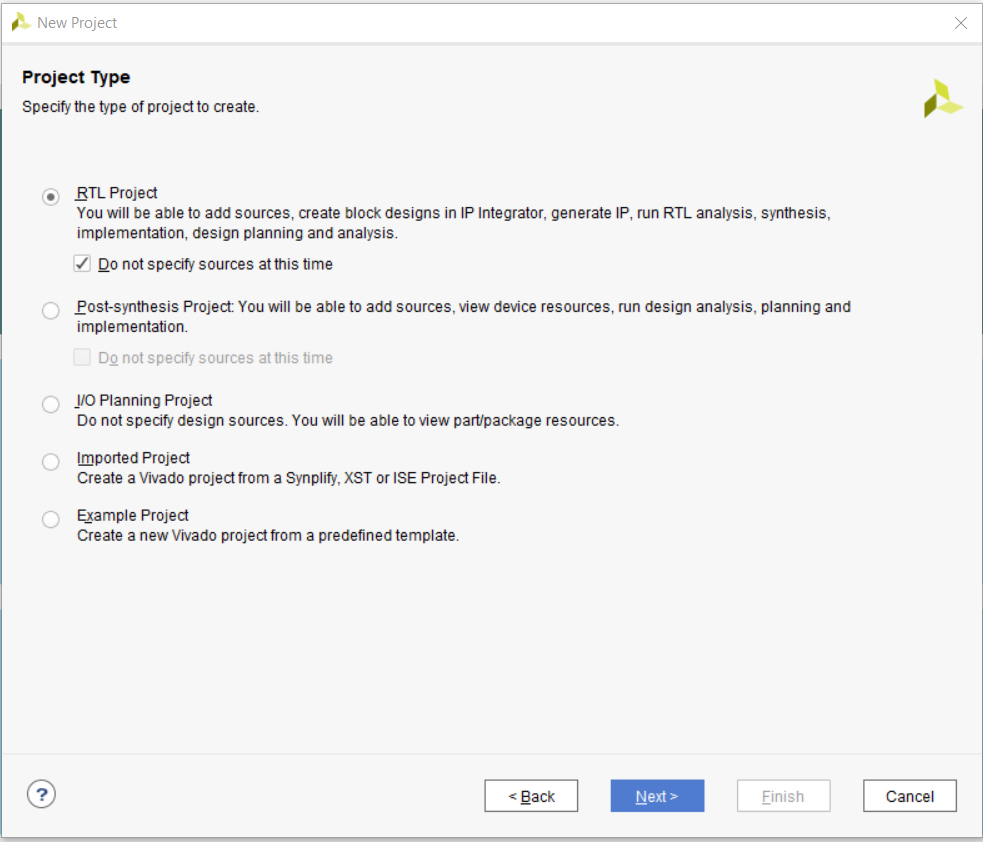 New Project
Project Type
Specify the type of project to create.
RTL Project
You will be able to add sources, create block designs in IP Integrator, generate IP, run RTL analysis, synthesis,
implementation, design planning and analysis.
Do not specify sources at this time
Post-synthesis Project: You will be able to add sources, view device resources, run design analysis, planning and
implementation.
Do not specify sources at this time
I/O Planning Project
Do not specify design sources. You will be able to view part/package resources.
Imported Project
Create a Vivado project from a Synplify, XST or ISE Project File.
Example Project
Create a new Vivado project from a predefined template.
? < Back Next > Finish Cancel